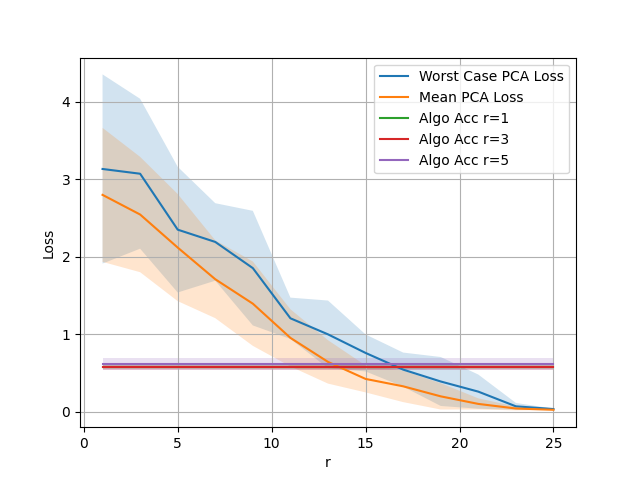 Worst Case PCA Loss
Mean PCA Loss
Algo Acc r=1
Algo Acc r=3
Algo Acc r=5
4
3
2
1
0
Loss
0 5 10 15 20 25
r